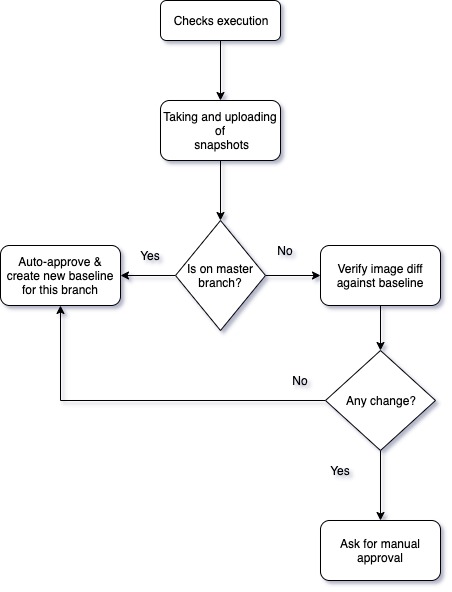 Checks execution
Taking and uploading
of
snapshots
Is on master
branch?
Yes
No
Auto-approve &
create new baseline
for this branch
Verify image diff
against baseline
Any change?
No
Yes
Ask for manual
approval